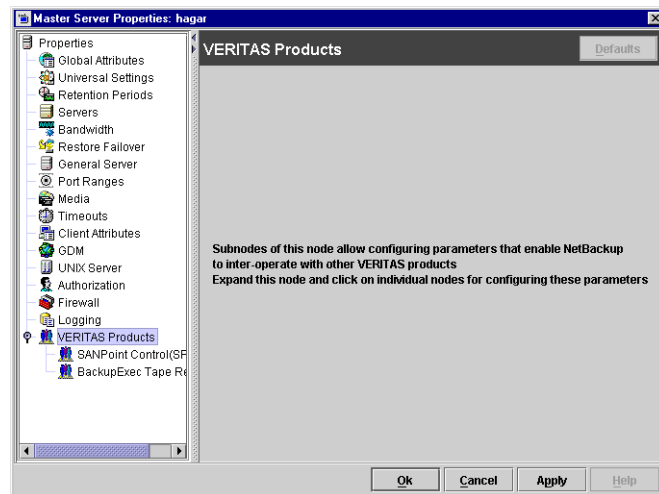 Master Server Properties: hagar
Properties
Global Attributes
Universal Settings
Retention Periods
Servers
Bandwidth
Restore Failover
General Server
Port Ranges
Media
Timeouts
Client Attributes
GDM
UNIX Server
Authorization
Firewall
Logging
VERITAS Products
SANPoint Control(SP
BackupExec Tape Re
VERITAS Products
Defaults
Subnodes of this node allow configuring parameters that enable NetBackup
to inter-operate with other VERITAS products
Expand this node and click on individual nodes for configuring these parameters
Ok
Cancel
Apply
Help